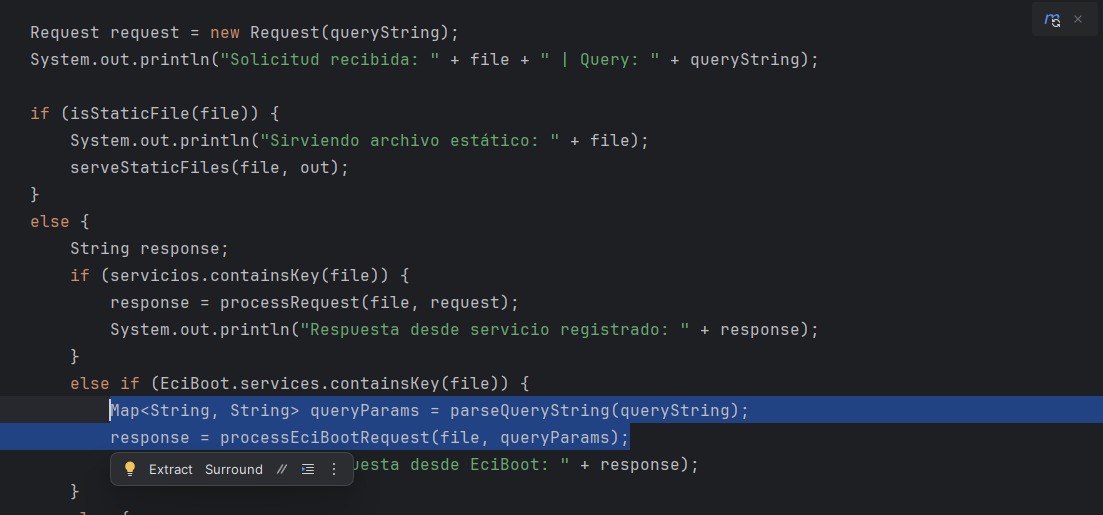 Request request = new Request(queryString);
System.out.println("Solicitud recibida: " + file + " | Query: " + queryString);
if (isStaticFile(file)) {
System.out.println("Sirviendo archivo estático: " + file);
serveStaticFiles(file, out);
}
else {
String response;
if (servicios.containsKey(file)) {
response = processRequest(file, request);
System.out.println("Respuesta desde servicio registrado: " + response);
}
else if (EciBoot.services.containsKey(file)) {
Map<String, String> queryParams = parseQueryString(queryString);
response = processEciBootRequest(file, queryParams);
Extract Surround // desde EciBoot: " + response);
}